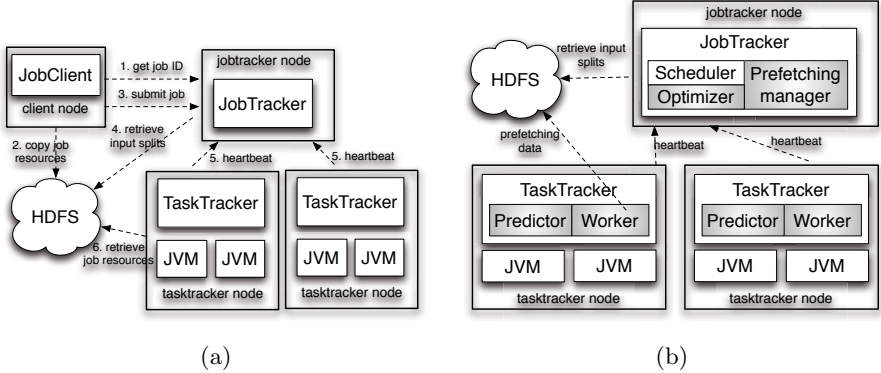 JobClient
client node
1. get job ID
3. submit job
jobtracker node
JobTracker
2. copy job
resources
4. retrieve
input splits
5. heartbeat
5. heartbeat
HDFS
6. retrieve
job resources
TaskTracker
JVM
JVM
tasktracker node
TaskTracker
JVM
JVM
tasktracker node
(a)
jobtracker node
JobTracker
Scheduler
Optimizer
Prefetching
manager
retrieve input
splits
HDFS
prefetching
data
heartbeat
heartbeat
TaskTracker
Predictor
Worker
JVM
JVM
tasktracker node
TaskTracker
Predictor
Worker
JVM
JVM
tasktracker node
(b)